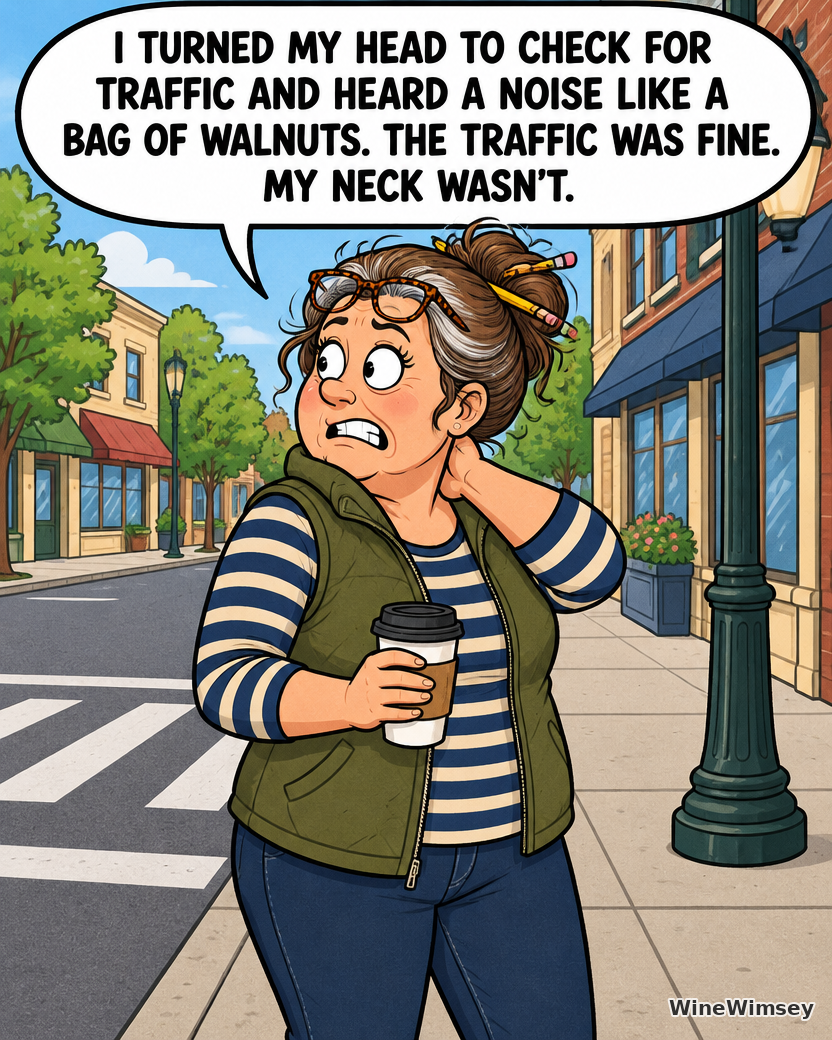 I TURNED MY HEAD TO CHECK FOR
TRAFFIC AND HEARD A NOISE LIKE A
BAG OF WALNUTS. THE TRAFFIC WAS FINE.
MY NECK WASN'T.
WineWimsey